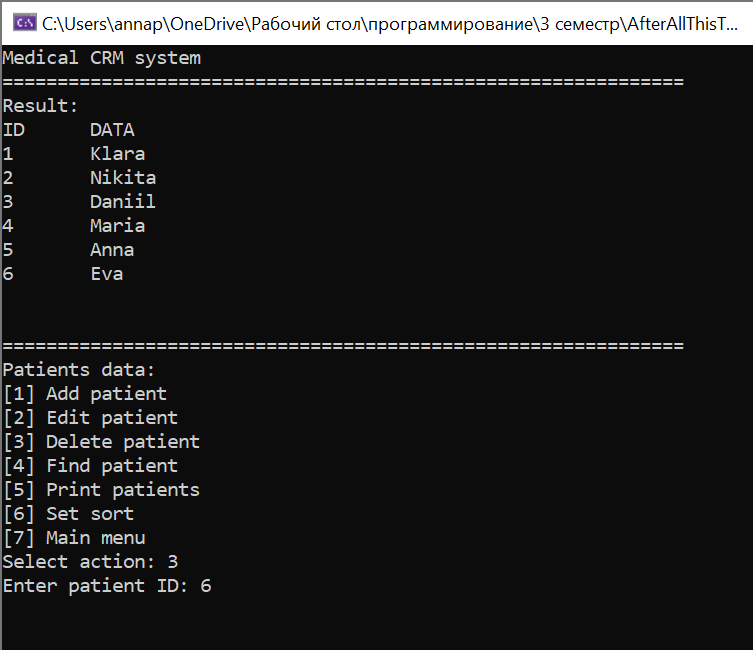 C:\Users\annap\OneDrive\Рабочий стол\программирование\3 семестр\AfterAllThisT...
Medical CRM system
==============================================================
Result:
ID DATA
1 Klara
2 Nikita
3 Daniil
4 Maria
5 Anna
6 Eva
==============================================================
Patients data:
[1] Add patient
[2] Edit patient
[3] Delete patient
[4] Find patient
[5] Print patients
[6] Set sort
[7] Main menu
Select action: 3
Enter patient ID: 6